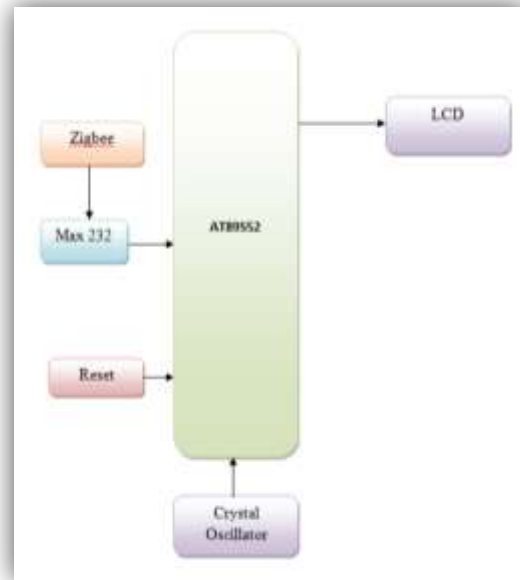 LCD
Zigbee
Max 232
AT89S52
Reset
Crystal
Oscillator